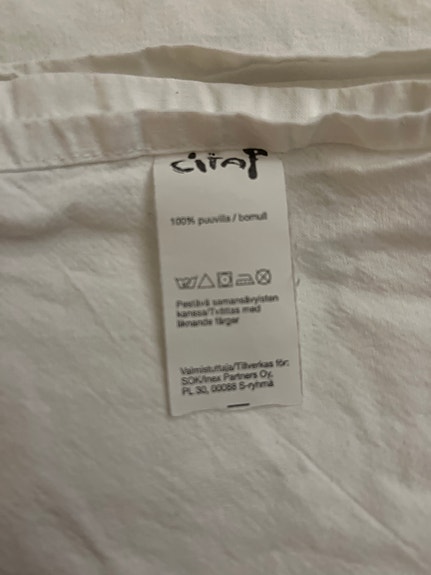 ciraf
100% puuvilla / bomull
Pestävä samansävyisten
kanssa/Tvättas med
liknande färger
Valmistuttaja/Tillverkas för:
SOK/Inex Partners Oy,
PL 30, 00088 S-ryhmä